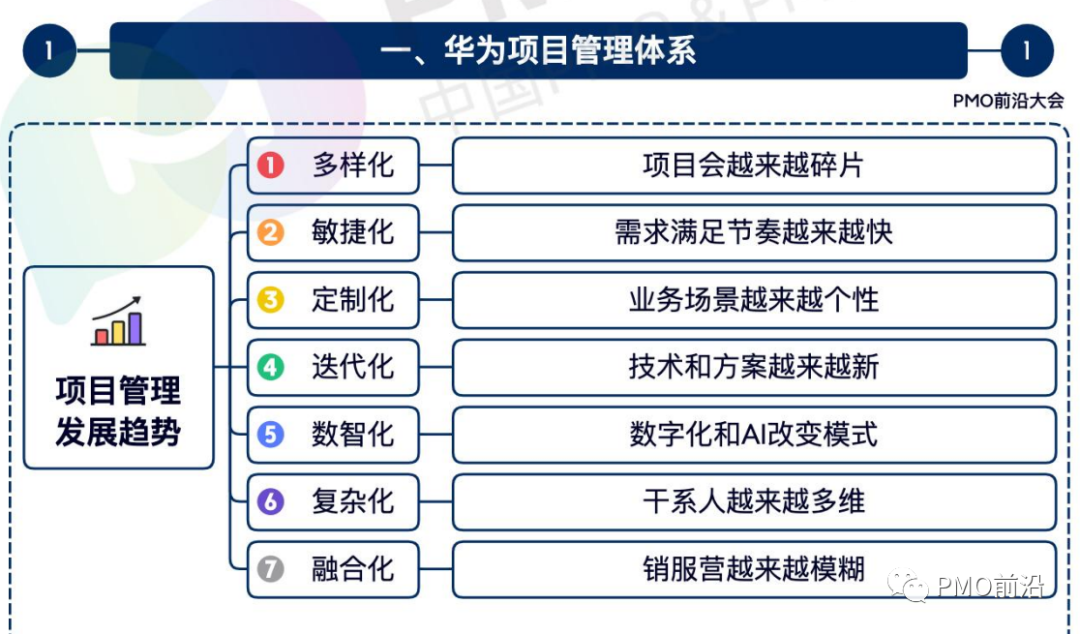 1
一、华为项目管理体系
1
PMO前沿大会
项目管理
发展趋势
1 多样化 项目会越来越碎片
2 敏捷化 需求满足节奏越来越快
3 定制化 业务场景越来越个性
4 迭代化 技术和方案越来越新
5 数智化 数字化和AI改变模式
6 复杂化 干系人越来越多维
7 融合化 销服营越来越模糊
PMO前沿
中国P